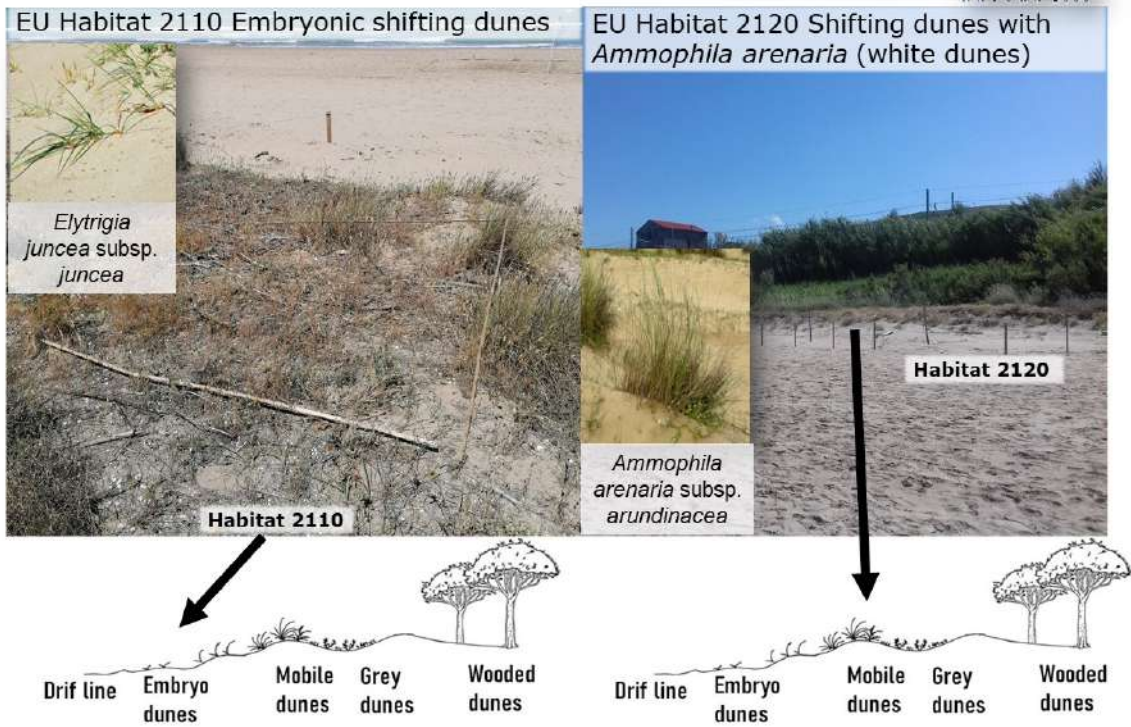 EU Habitat 2110 Embryonic shifting dunes
Elytrigia
juncea subsp.
juncea
Habitat 2110
Drif line
Embryo
dunes
Mobile
dunes
Grey
dunes
Wooded
dunes
EU Habitat 2120 Shifting dunes with
Ammophila arenaria (white dunes)
Ammophila
arenaria subsp.
arundinacea
Habitat 2120
Drif line
Embryo
dunes
Mobile
dunes
Grey
dunes
Wooded
dunes